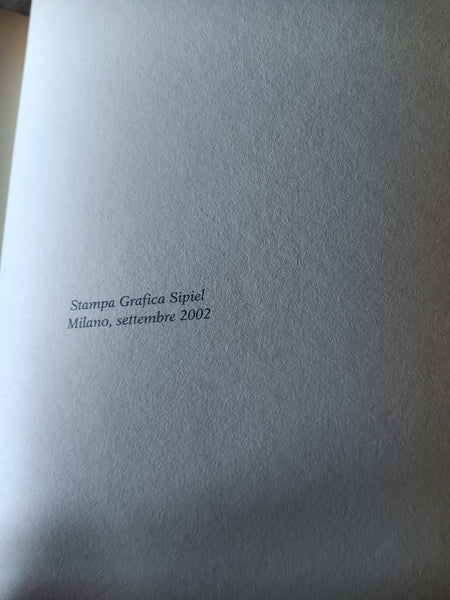 Stampa Grafica Sipiel
Milano, settembre 2002